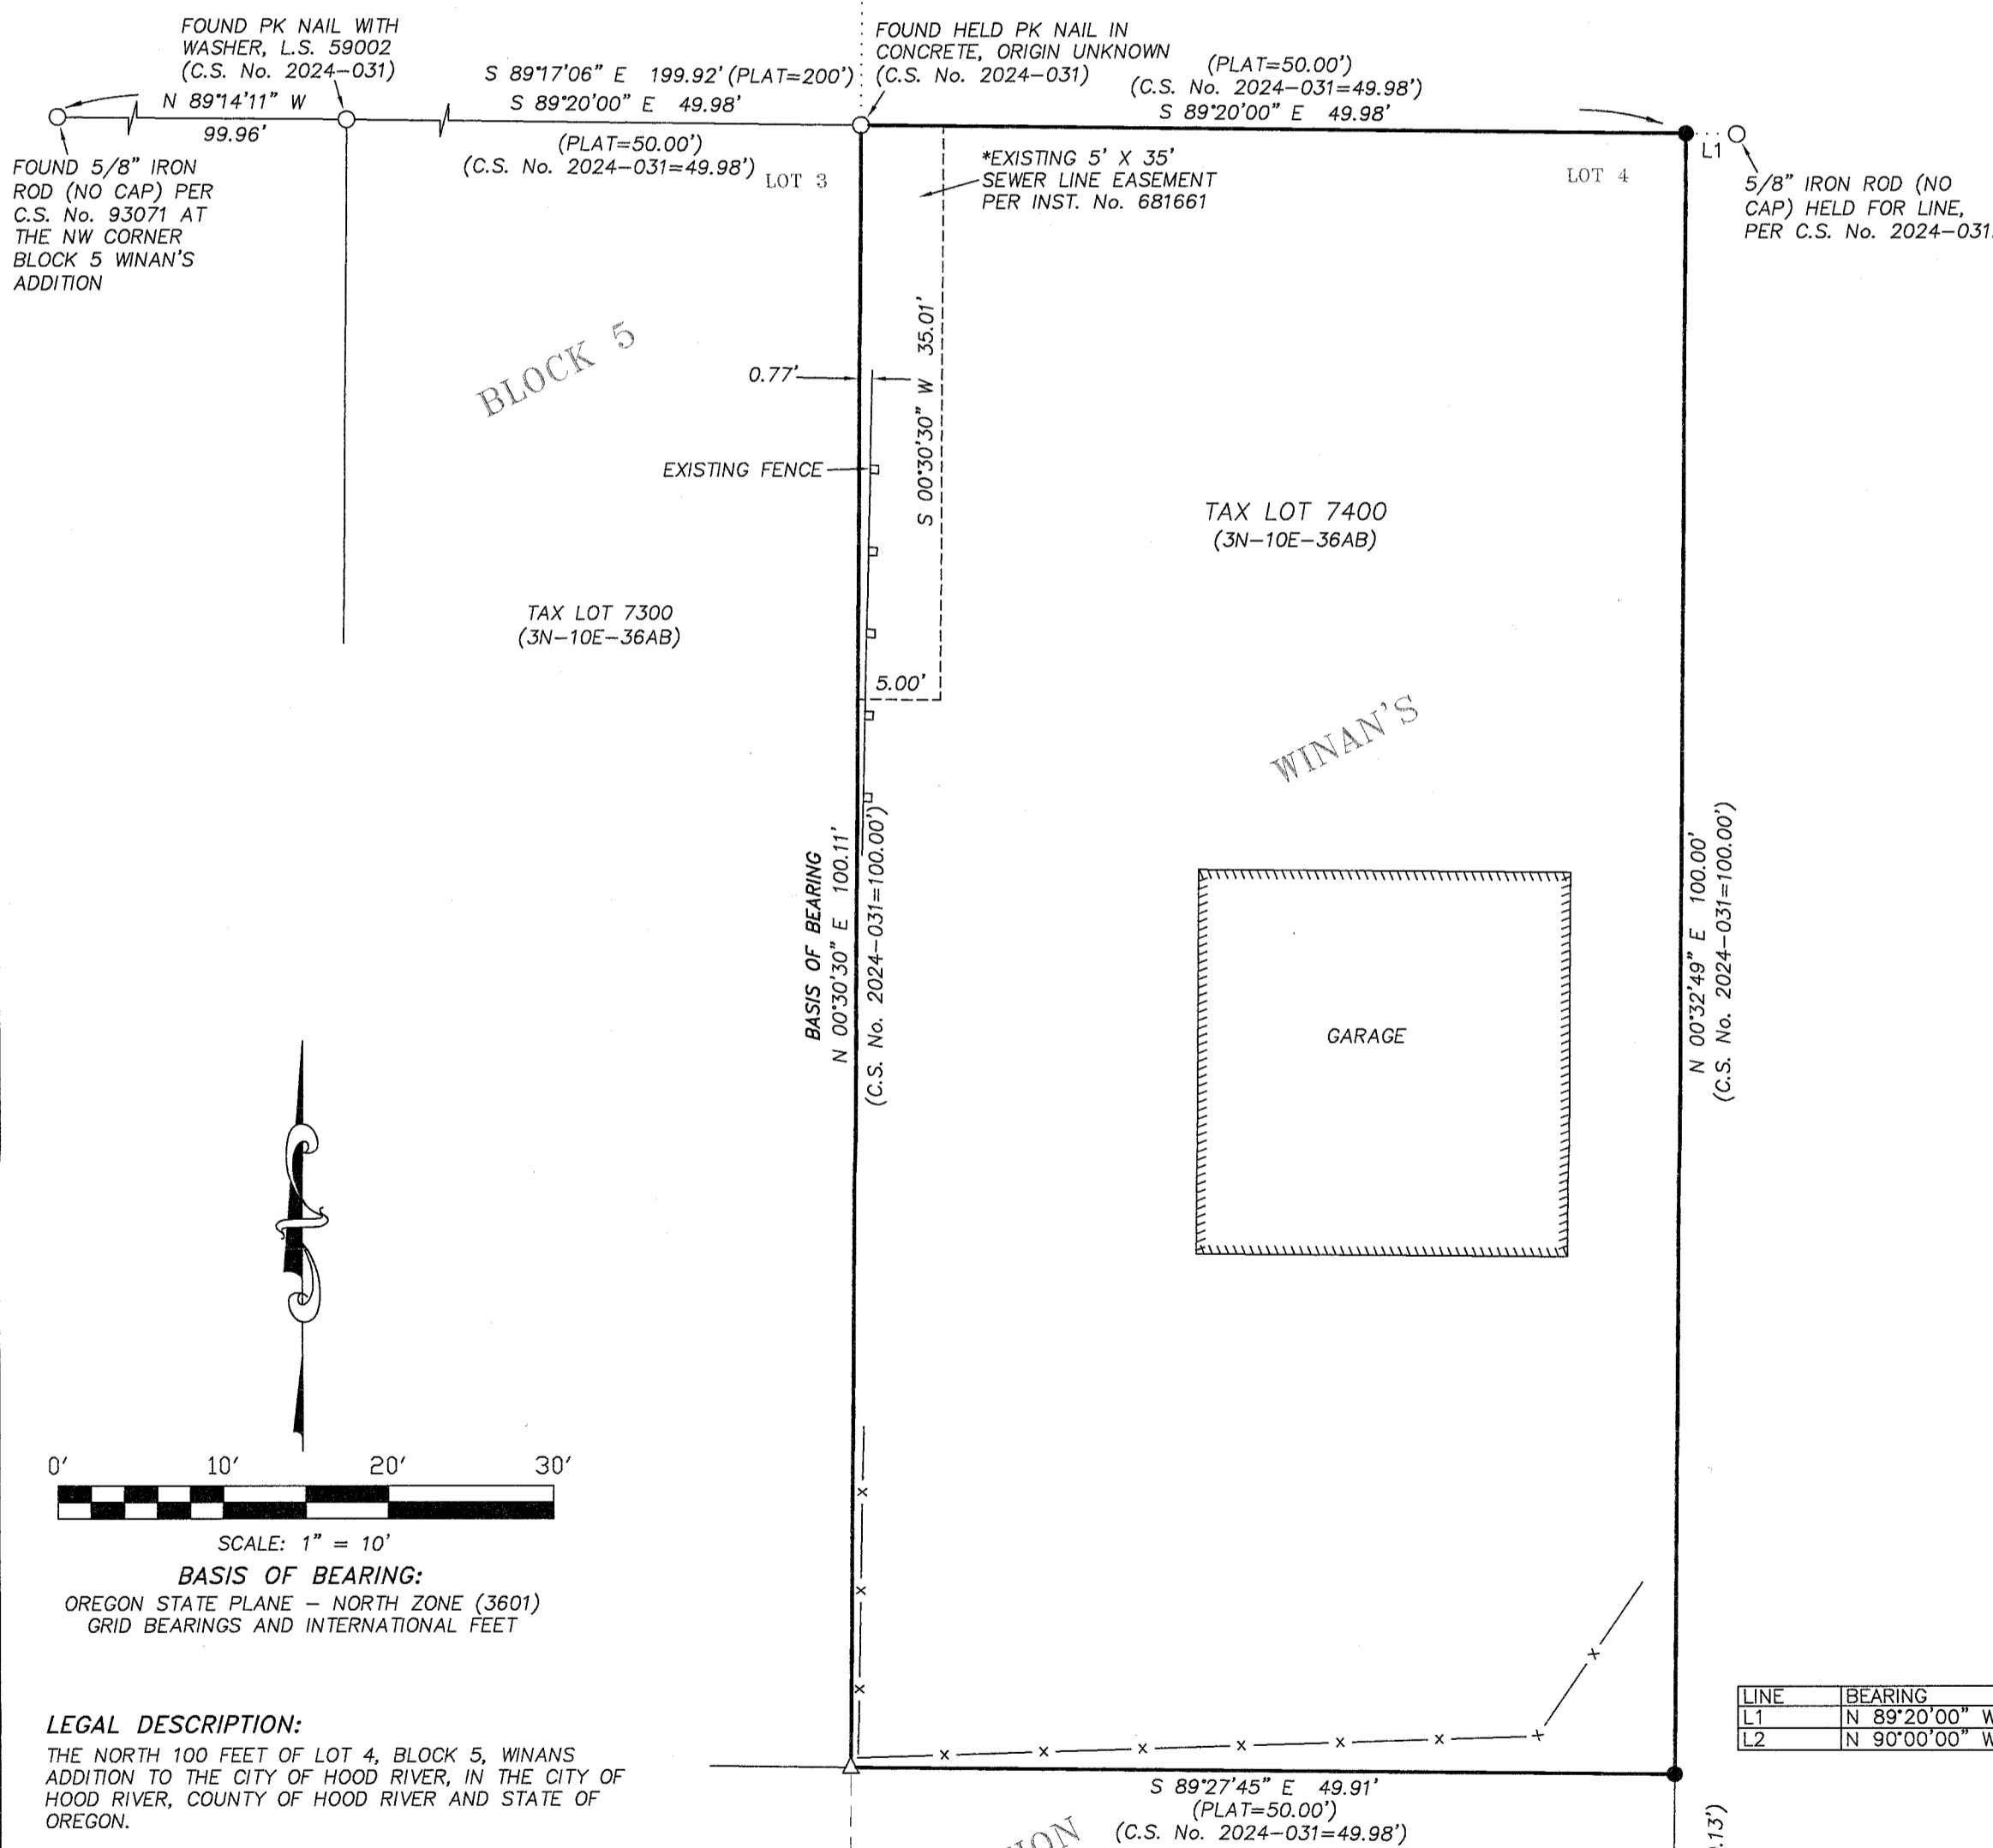 FOUND PK NAIL WITH
WASHER, L.S. 59002
(C.S. No. 2024-031)
S 89°17'06" E 199.92' (PLAT=200')
FOUND HELD PK NAIL IN
CONCRETE, ORIGIN UNKNOWN
(C.S. No. 2024-031)
(PLAT=50.00')
(C.S. No. 2024-031=49.98')
S 89°20'00" E 49.98'
N 89°14'11" W
99.96'
S 89°20'00" E 49.98'
(PLAT=50.00')
(C.S. No. 2024-031=49.98')
LOT 3
FOUND 5/8" IRON
ROD (NO CAP) PER
C.S. No. 93071 AT
THE NW CORNER
BLOCK 5 WINAN'S
ADDITION
*EXISTING 5' X 35'
SEWER LINE EASEMENT
PER INST. No. 681661
LOT 4
L1
5/8" IRON ROD (NO
CAP) HELD FOR LINE,
PER C.S. No. 2024-031.
BLOCK 5
0.77'
S 00°30'30" W 35.01'
EXISTING FENCE
TAX LOT 7400
(3N-10E-36AB)
TAX LOT 7300
(3N-10E-36AB)
5.00'
WINAN'S
BASIS OF BEARING
N 00°30'30" E 100.11'
(C.S. No. 2024-031=100.00')
N 00°32'49" E 100.00'
(C.S. No. 2024-031=100.00')
GARAGE
0' 10' 20' 30'
SCALE: 1" = 10'
BASIS OF BEARING:
OREGON STATE PLANE - NORTH ZONE (3601)
GRID BEARINGS AND INTERNATIONAL FEET
LEGAL DESCRIPTION:
THE NORTH 100 FEET OF LOT 4, BLOCK 5, WINANS
ADDITION TO THE CITY OF HOOD RIVER, IN THE CITY OF
HOOD RIVER, COUNTY OF HOOD RIVER AND STATE OF
OREGON.
LINE BEARING
L1 N 89°20'00" W
L2 N 90°00'00" W
S 89°27'45" E 49.91'
(PLAT=50.00')
(C.S. No. 2024-031=49.98')
.13')